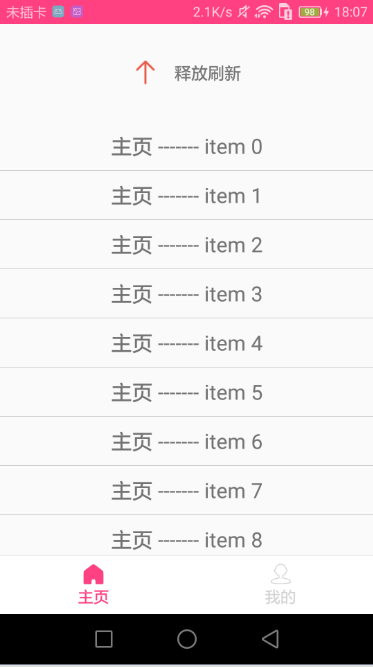 未插卡 53 53 2.1K/s 98 18:07
释放刷新
主页 ------- item 0
主页 ------- item 1
主页 ------- item 2
主页 ------- item 3
主页 ------- item 4
主页 ------- item 5
主页 ------- item 6
主页 ------- item 7
主页 ------- item 8
主页 我的